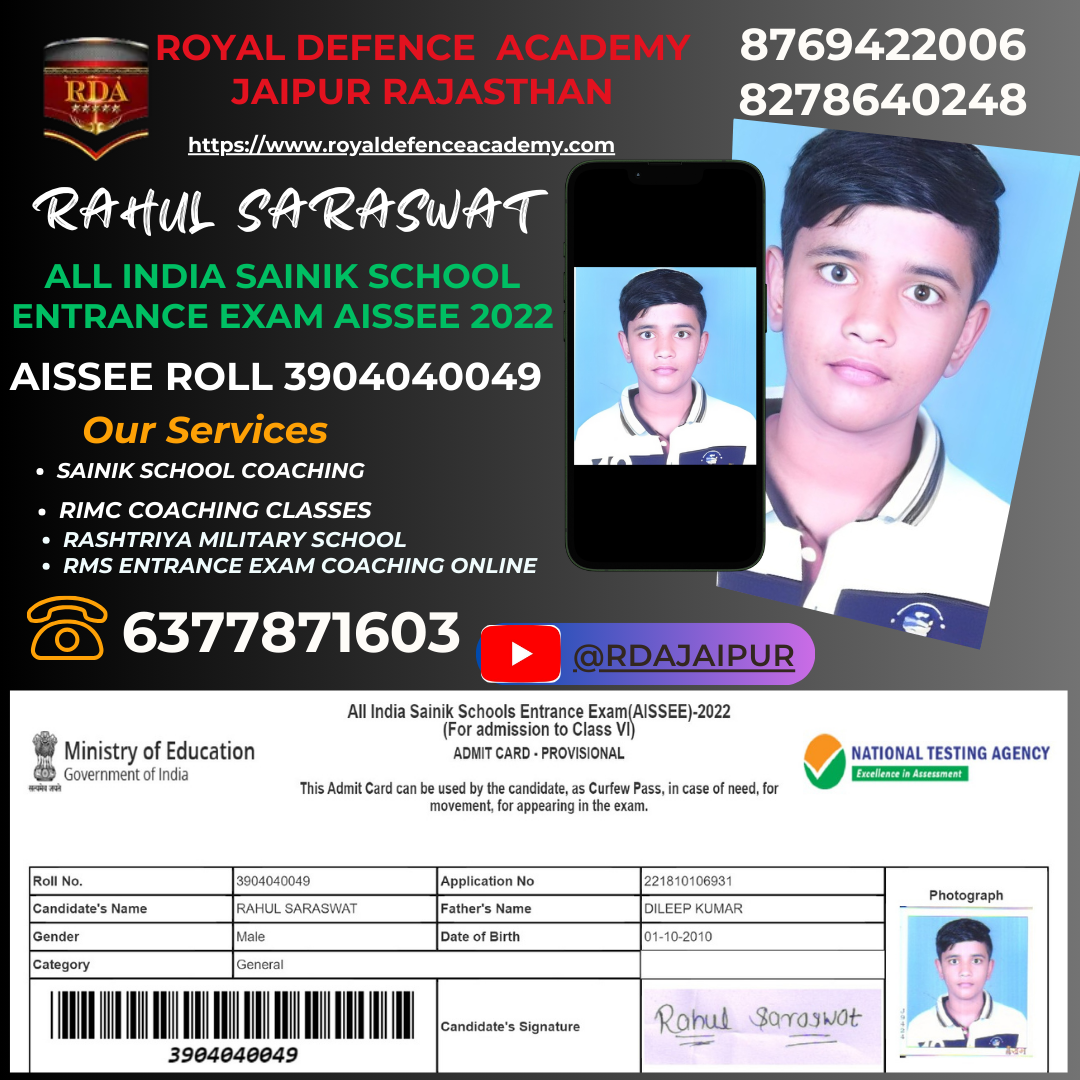 RDA
ROYAL DEFENCE ACADEMY
JAIPUR RAJASTHAN
8769422006
8278640248
https://www.royaldefenceacademy.com
RAHUL SARASWAT
ALL INDIA SAINIK SCHOOL
ENTRANCE EXAM AISSEE 2022
AISSEE ROLL 3904040049
Our Services
• SAINIK SCHOOL COACHING
• RIMC COACHING CLASSES
• RASHTRIYA MILITARY SCHOOL
• RMS ENTRANCE EXAM COACHING ONLINE
6377871603
@RDAJAIPUR
All India Sainik Schools Entrance Exam(AISSEE)-2022
(For admission to Class VI)
ADMIT CARD - PROVISIONAL
Ministry of Education
Government of India
सत्यमेव जयते
NATIONAL TESTING AGENCY
Excellence in Assessment
This Admit Card can be used by the candidate, as Curfew Pass, in case of need, for
movement, for appearing in the exam.
Roll No. 3904040049 Application No 221810106931
Candidate's Name RAHUL SARASWAT Father's Name DILEEP KUMAR
Gender Male Date of Birth 01-10-2010
Category General
Photograph
3904040049
Candidate's Signature
Rahul Saraswat